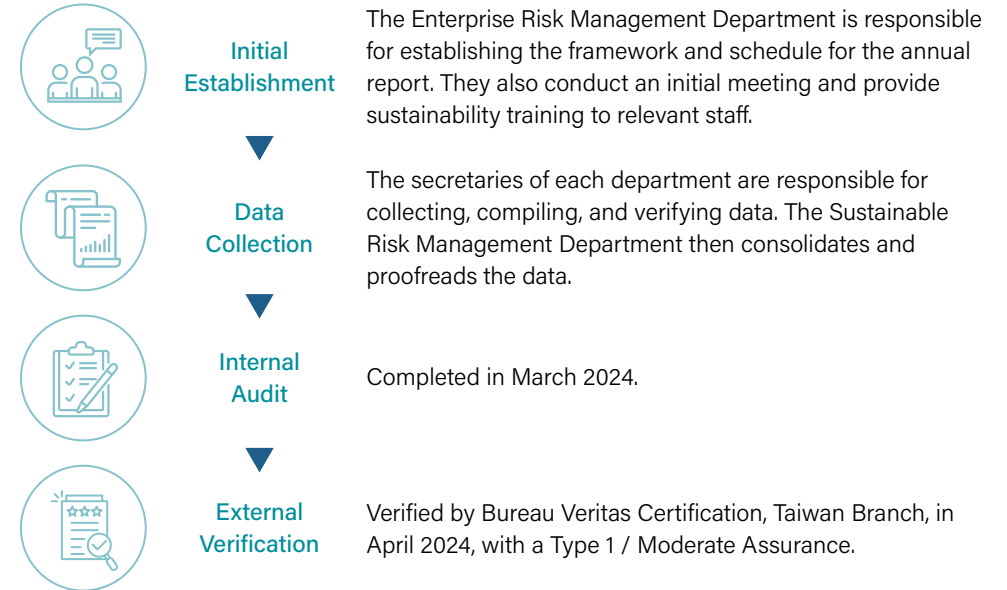 Initial
Establishment
The Enterprise Risk Management Department is responsible
for establishing the framework and schedule for the annual
report. They also conduct an initial meeting and provide
sustainability training to relevant staff.
Data
Collection
The secretaries of each department are responsible for
collecting, compiling, and verifying data. The Sustainable
Risk Management Department then consolidates and
proofreads the data.
Internal
Audit
Completed in March 2024.
External
Verification
Verified by Bureau Veritas Certification, Taiwan Branch, in
April 2024, with a Type 1 / Moderate Assurance.